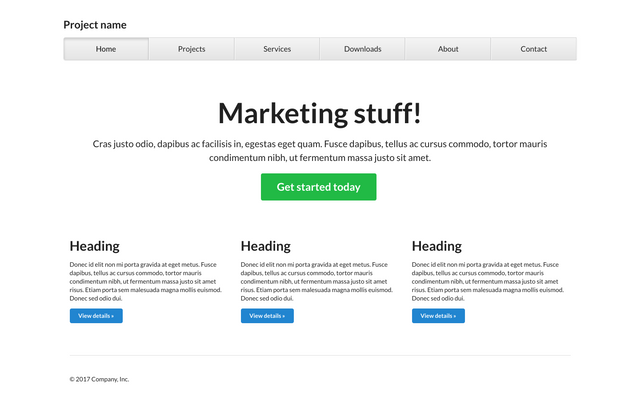 Project name
Home Projects Services Downloads About Contact
Marketing stuff!
Cras justo odio, dapibus ac facilisis in, egestas eget quam. Fusce dapibus, tellus ac cursus commodo, tortor mauris
condimentum nibh, ut fermentum massa justo sit amet.
Get started today
Heading
Donec id elit non mi porta gravida at eget metus. Fusce
dapibus, tellus ac cursus commodo, tortor mauris
condimentum nibh, ut fermentum massa justo sit amet
risus. Etiam porta sem malesuada magna mollis euismod.
Donec sed odio dui.
View details »
Heading
Donec id elit non mi porta gravida at eget metus. Fusce
dapibus, tellus ac cursus commodo, tortor mauris
condimentum nibh, ut fermentum massa justo sit amet
risus. Etiam porta sem malesuada magna mollis euismod.
Donec sed odio dui.
View details »
Heading
Donec id elit non mi porta gravida at eget metus. Fusce
dapibus, tellus ac cursus commodo, tortor mauris
condimentum nibh, ut fermentum massa justo sit amet
risus. Etiam porta sem malesuada magna mollis euismod.
Donec sed odio dui.
View details »
© 2017 Company, Inc.